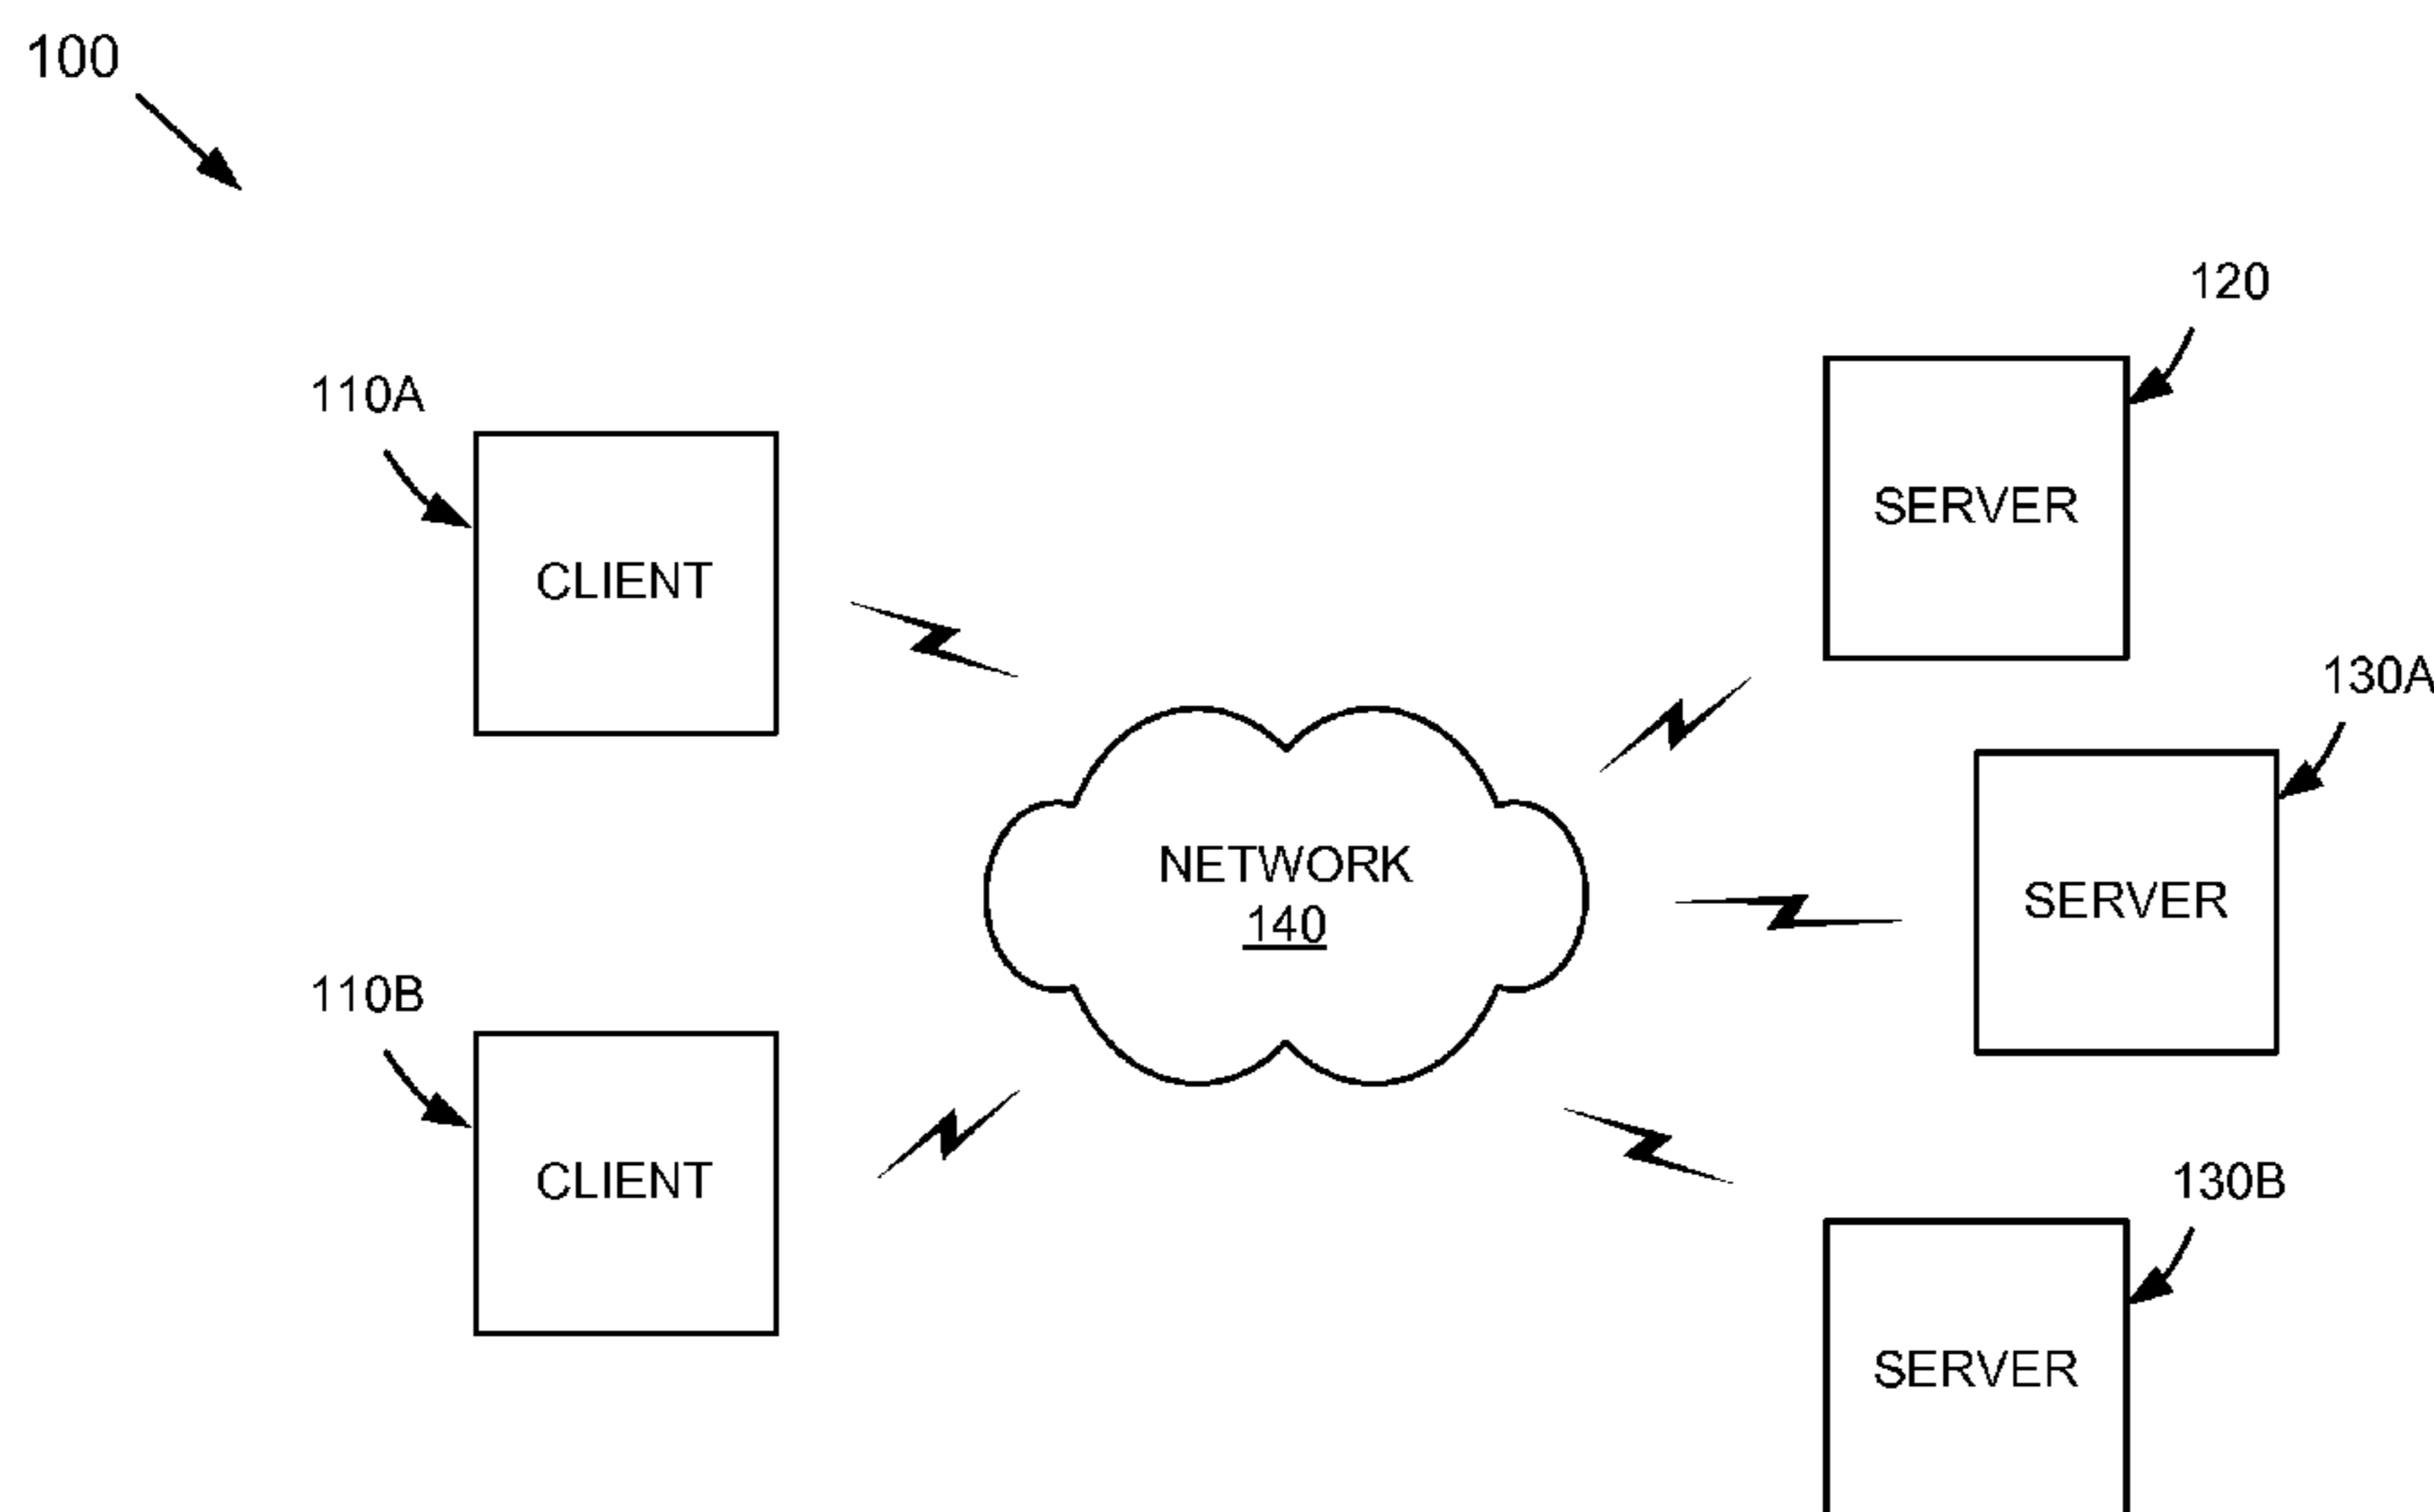 100
120
110A
SERVER
CLIENT
130A
NETWORK
140
SERVER
110B
130B
CLIENT
SERVER